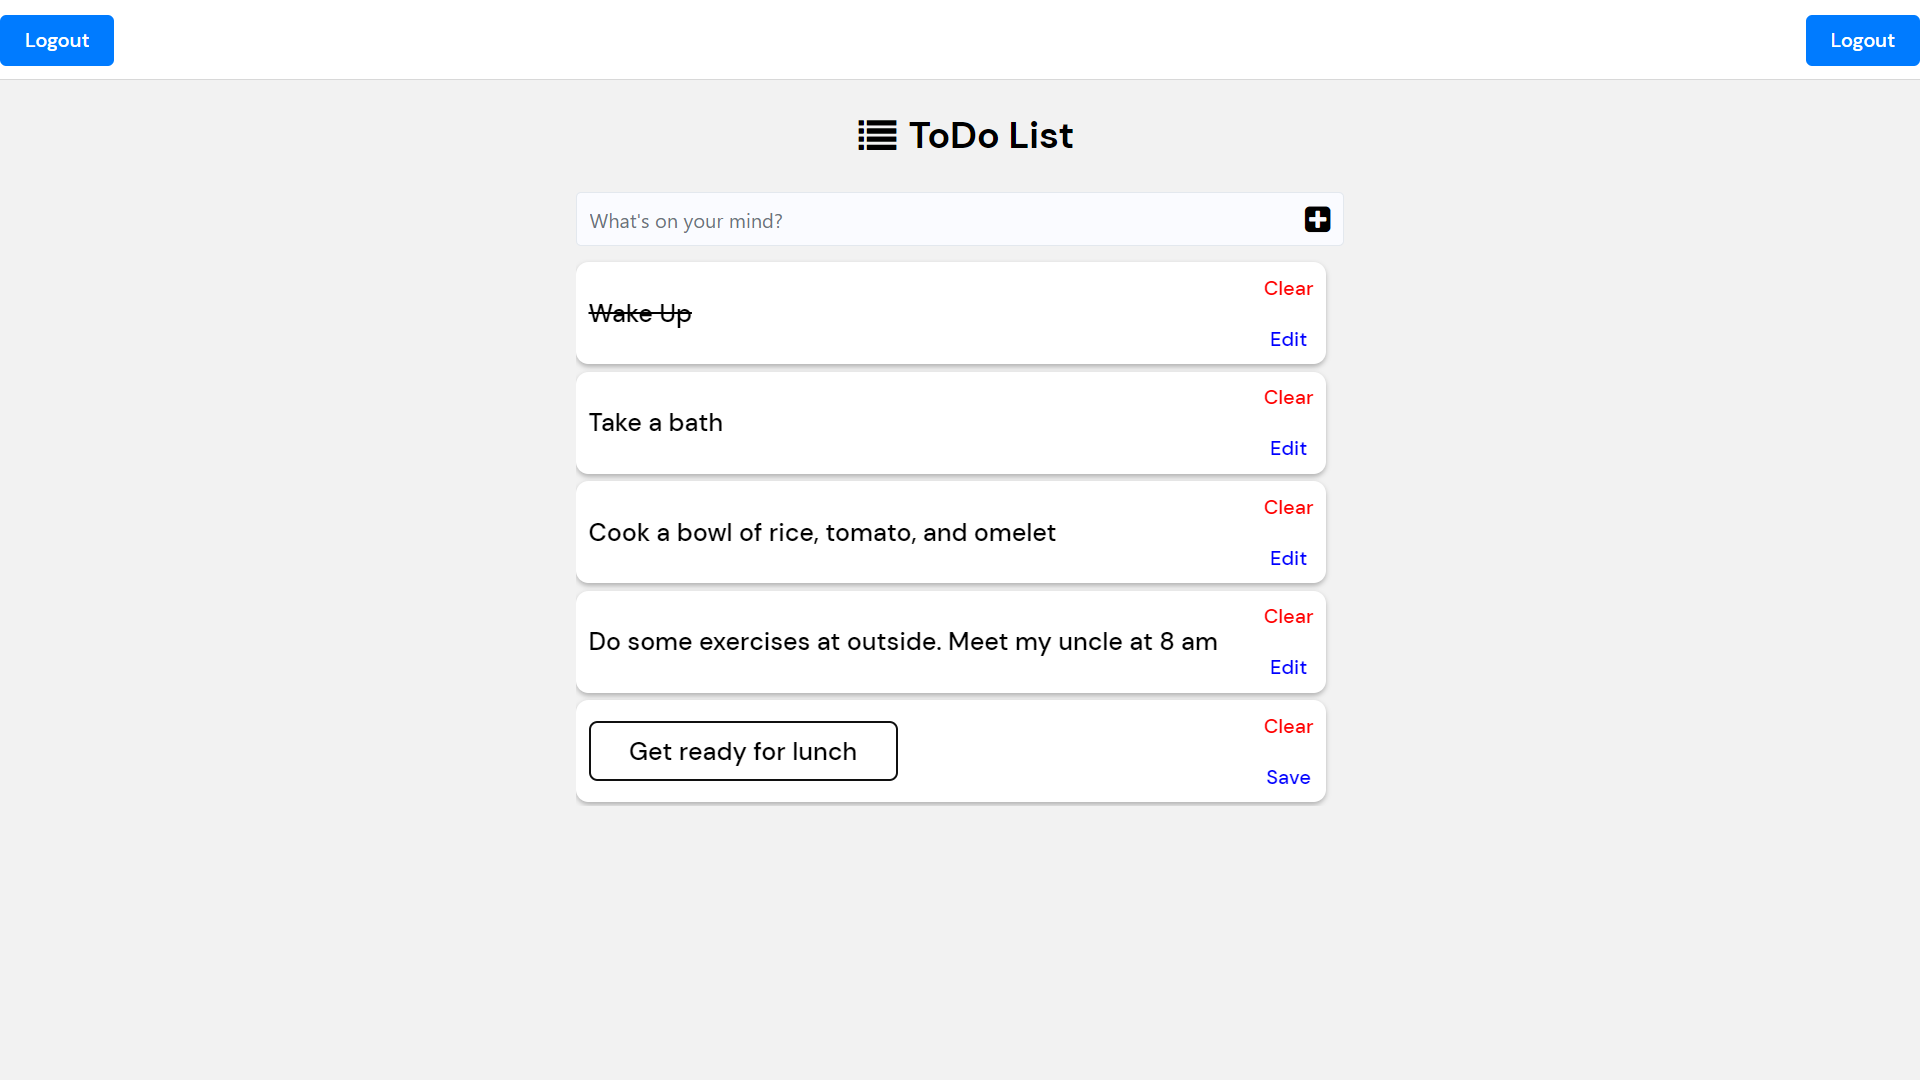 Logout
Logout
ToDo List
What's on your mind?
Wake Up
Clear
Edit
Take a bath
Clear
Edit
Cook a bowl of rice, tomato, and omelet
Clear
Edit
Do some exercises at outside. Meet my uncle at 8 am
Clear
Edit
Get ready for lunch
Clear
Save